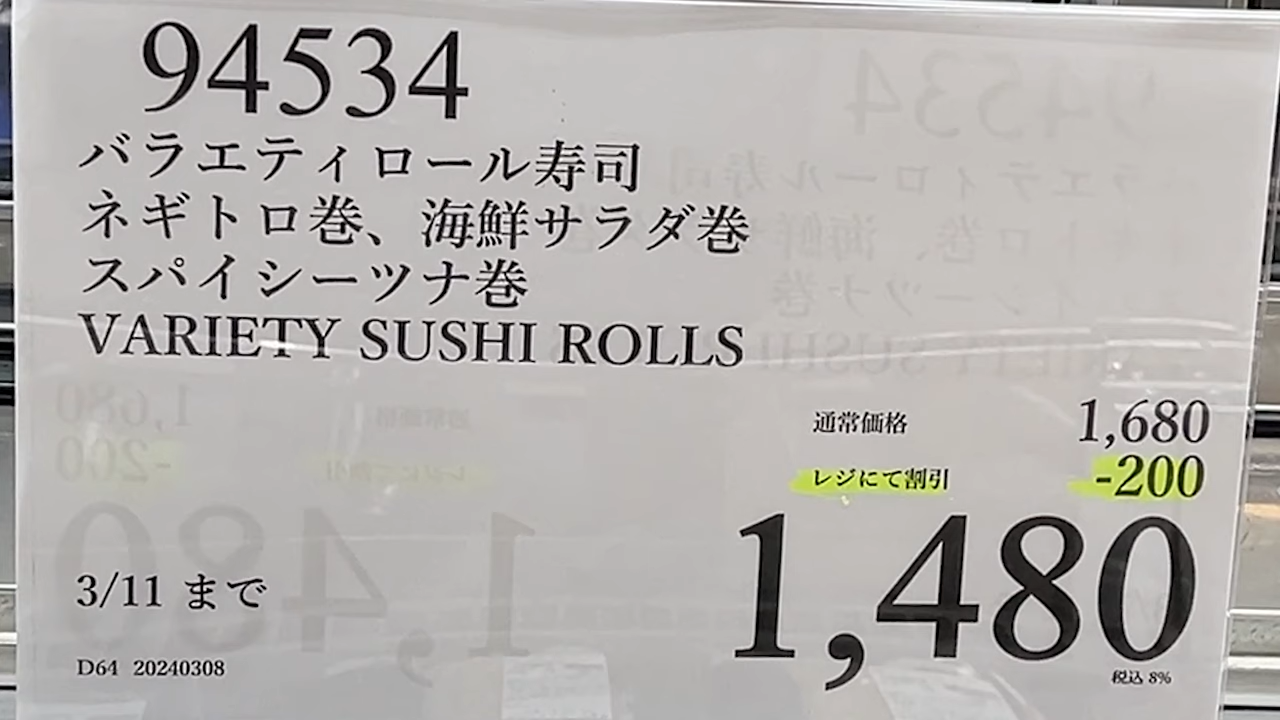 94534
バラエティロール寿司
ネギトロ巻、海鮮サラダ巻
スパイシーツナ巻
VARIETY SUSHI ROLLS
通常価格 1,680
レジにて割引 -200
1,480
税込 8%
3/11 まで
D64 20240308